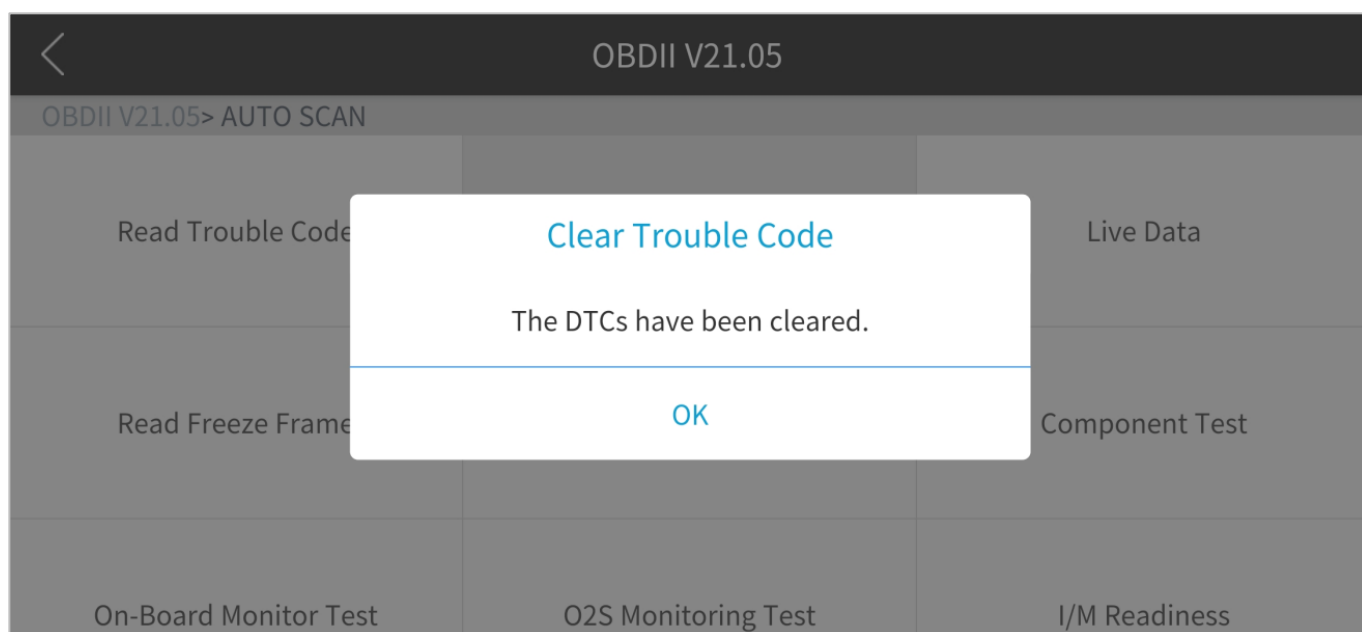 OBDII V21.05
OBDII V21.05> AUTO SCAN
Read Trouble Code
Live Data
Clear Trouble Code
The DTCs have been cleared.
OK
Read Freeze Frame
Component Test
On-Board Monitor Test
O2S Monitoring Test
I/M Readiness